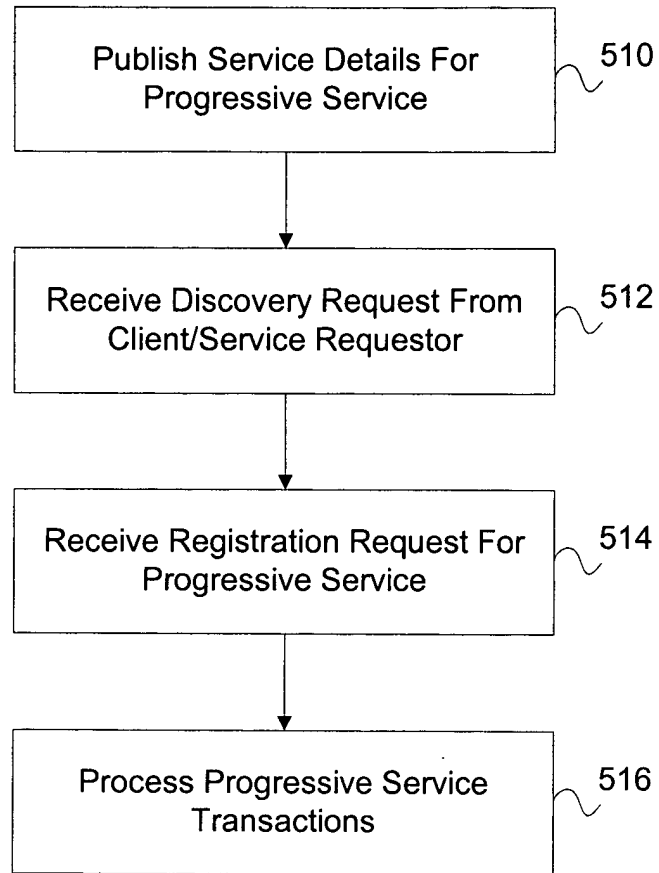 Publish Service Details For
Progressive Service
510
Receive Discovery Request From
Client/Service Requestor
512
Receive Registration Request For
Progressive Service
514
Process Progressive Service
Transactions
516